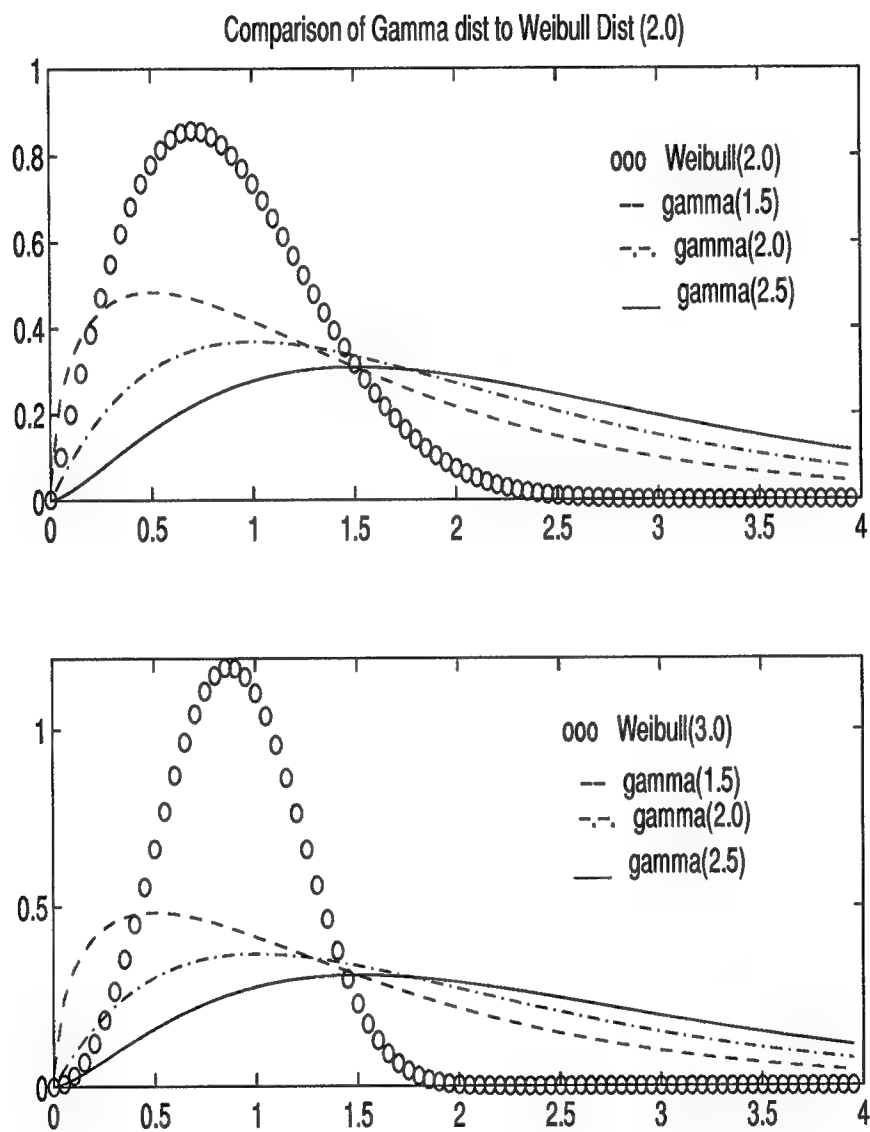 Comparison of Gamma dist to Weibull Dist (2.0)
1
0.8
0.6
0.4
0.2
0
ooo Weibull(2.0)
-- gamma(1.5)
-.-. gamma(2.0)
___ gamma(2.5)
0 0.5 1 1.5 2 2.5 3 3.5 4
1
0.5
0
ooo Weibull(3.0)
-- gamma(1.5)
-.-. gamma(2.0)
___ gamma(2.5)
0 0.5 1 1.5 2 2.5 3 3.5 4